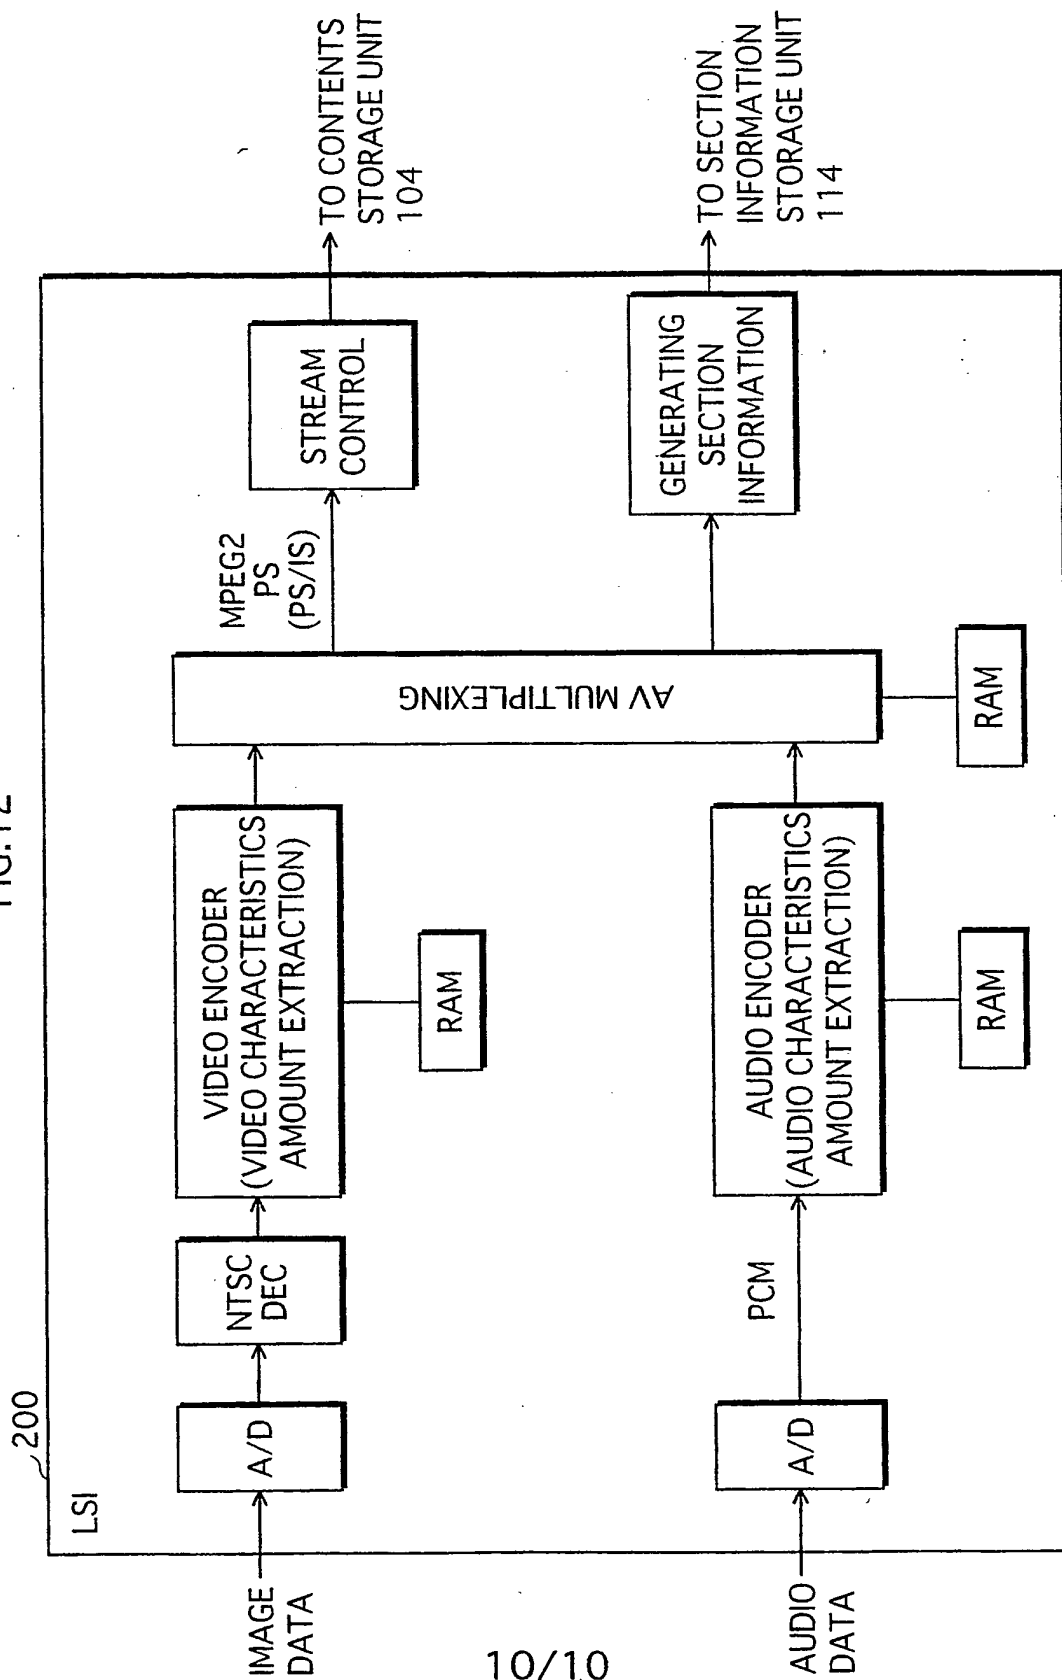 FIG.12
200
LSI
IMAGE
DATA
A/D
NTSC
DEC
VIDEO ENCODER
(VIDEO CHARACTERISTICS
AMOUNT EXTRACTION)
RAM
AUDIO
DATA
A/D
PCM
AUDIO ENCODER
(AUDIO CHARACTERISTICS
AMOUNT EXTRACTION)
RAM
AV MULTIPLEXING
RAM
MPEG2
PS
(PS/IS)
STREAM
CONTROL
TO CONTENTS
STORAGE UNIT
104
GENERATING
SECTION
INFORMATION
TO SECTION
INFORMATION
STORAGE UNIT
114
10/10